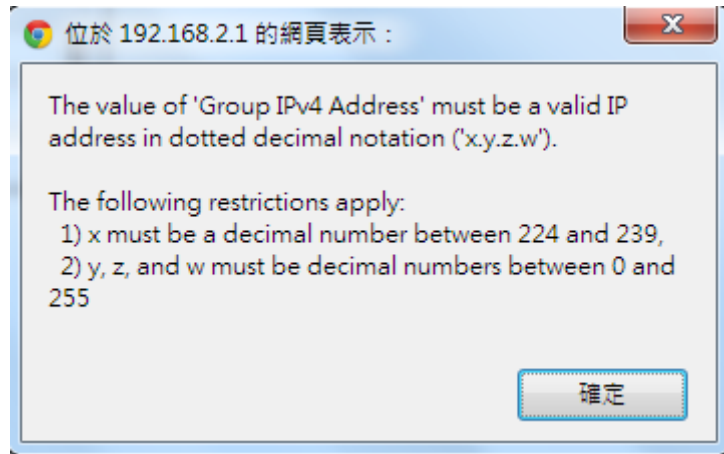 位於 192.168.2.1 的網頁表示：
The value of 'Group IPv4 Address' must be a valid IP
address in dotted decimal notation ('x.y.z.w').
The following restrictions apply:
1) x must be a decimal number between 224 and 239,
2) y, z, and w must be decimal numbers between 0 and
255
確定